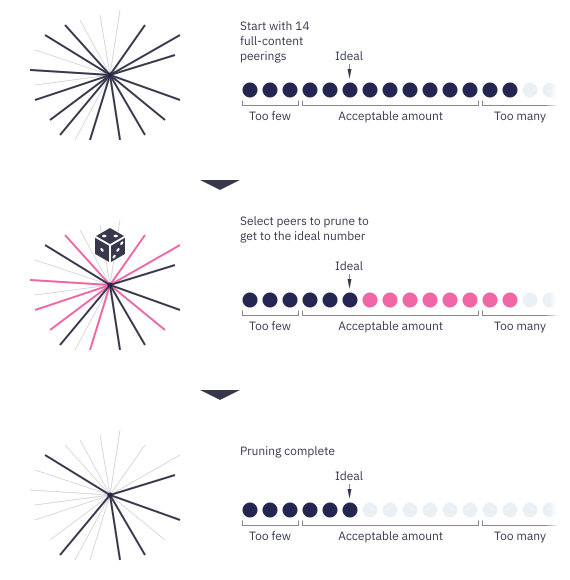 Start with 14
full-content
peerings
Ideal
Too few
Acceptable amount
Too many
Select peers to prune to
get to the ideal number
Ideal
Too few
Acceptable amount
Too many
Pruning complete
Ideal
Too few
Acceptable amount
Too many